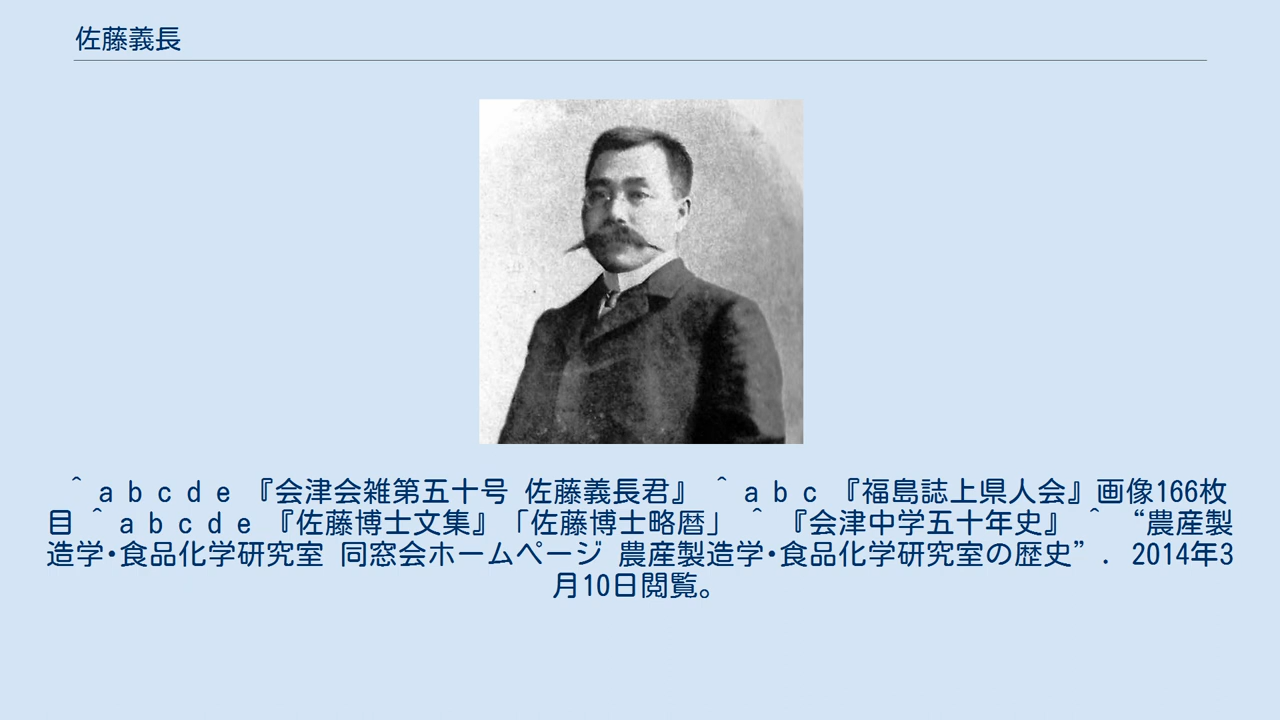 佐藤義長
^ a b c d e 『会津会雑第五十号 佐藤義長君』 ^ a b c 『福島誌上県人会』画像166枚
目 ^ a b c d e 『佐藤博士文集』「佐藤博士略暦」 ^ 『会津中学五十年史』 ^ “農産製
造学・食品化学研究室 同窓会ホームページ 農産製造学・食品化学研究室の歴史”. 2014年3
月10日閲覧。